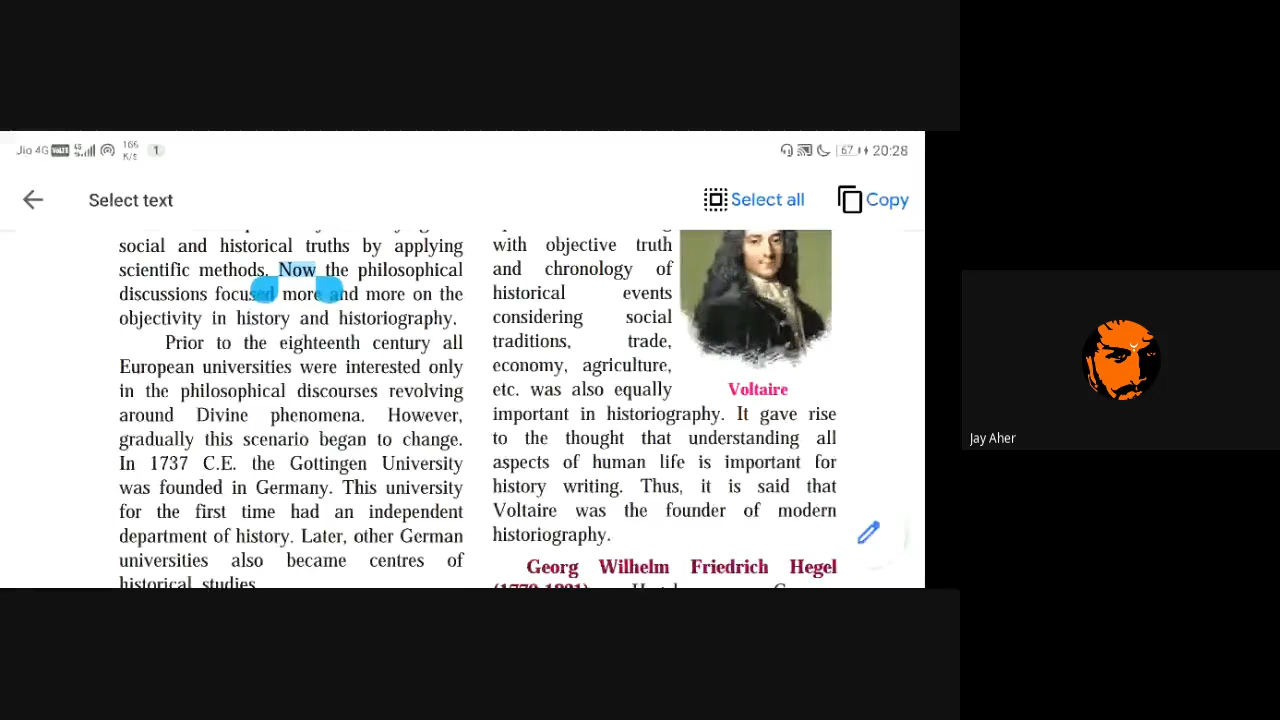 Jio 4G VoLTE 4G 166 K/s 1
67 20:28
Select text
Select all
Copy
social and historical truths by applying
scientific methods. Now the philosophical
discussions focused more and more on the
objectivity in history and historiography.
Prior to the eighteenth century all
European universities were interested only
in the philosophical discourses revolving
around Divine phenomena. However,
gradually this scenario began to change.
In 1737 C.E. the Gottingen University
was founded in Germany. This university
for the first time had an independent
department of history. Later, other German
universities also became centres of
historical studies.
with objective truth
and chronology of
historical events
considering social
traditions, trade,
economy, agriculture,
etc. was also equally
important in historiography. It gave rise
to the thought that understanding all
aspects of human life is important for
history writing. Thus, it is said that
Voltaire was the founder of modern
historiography.
Voltaire
Georg Wilhelm Friedrich Hegel
Jay Aher